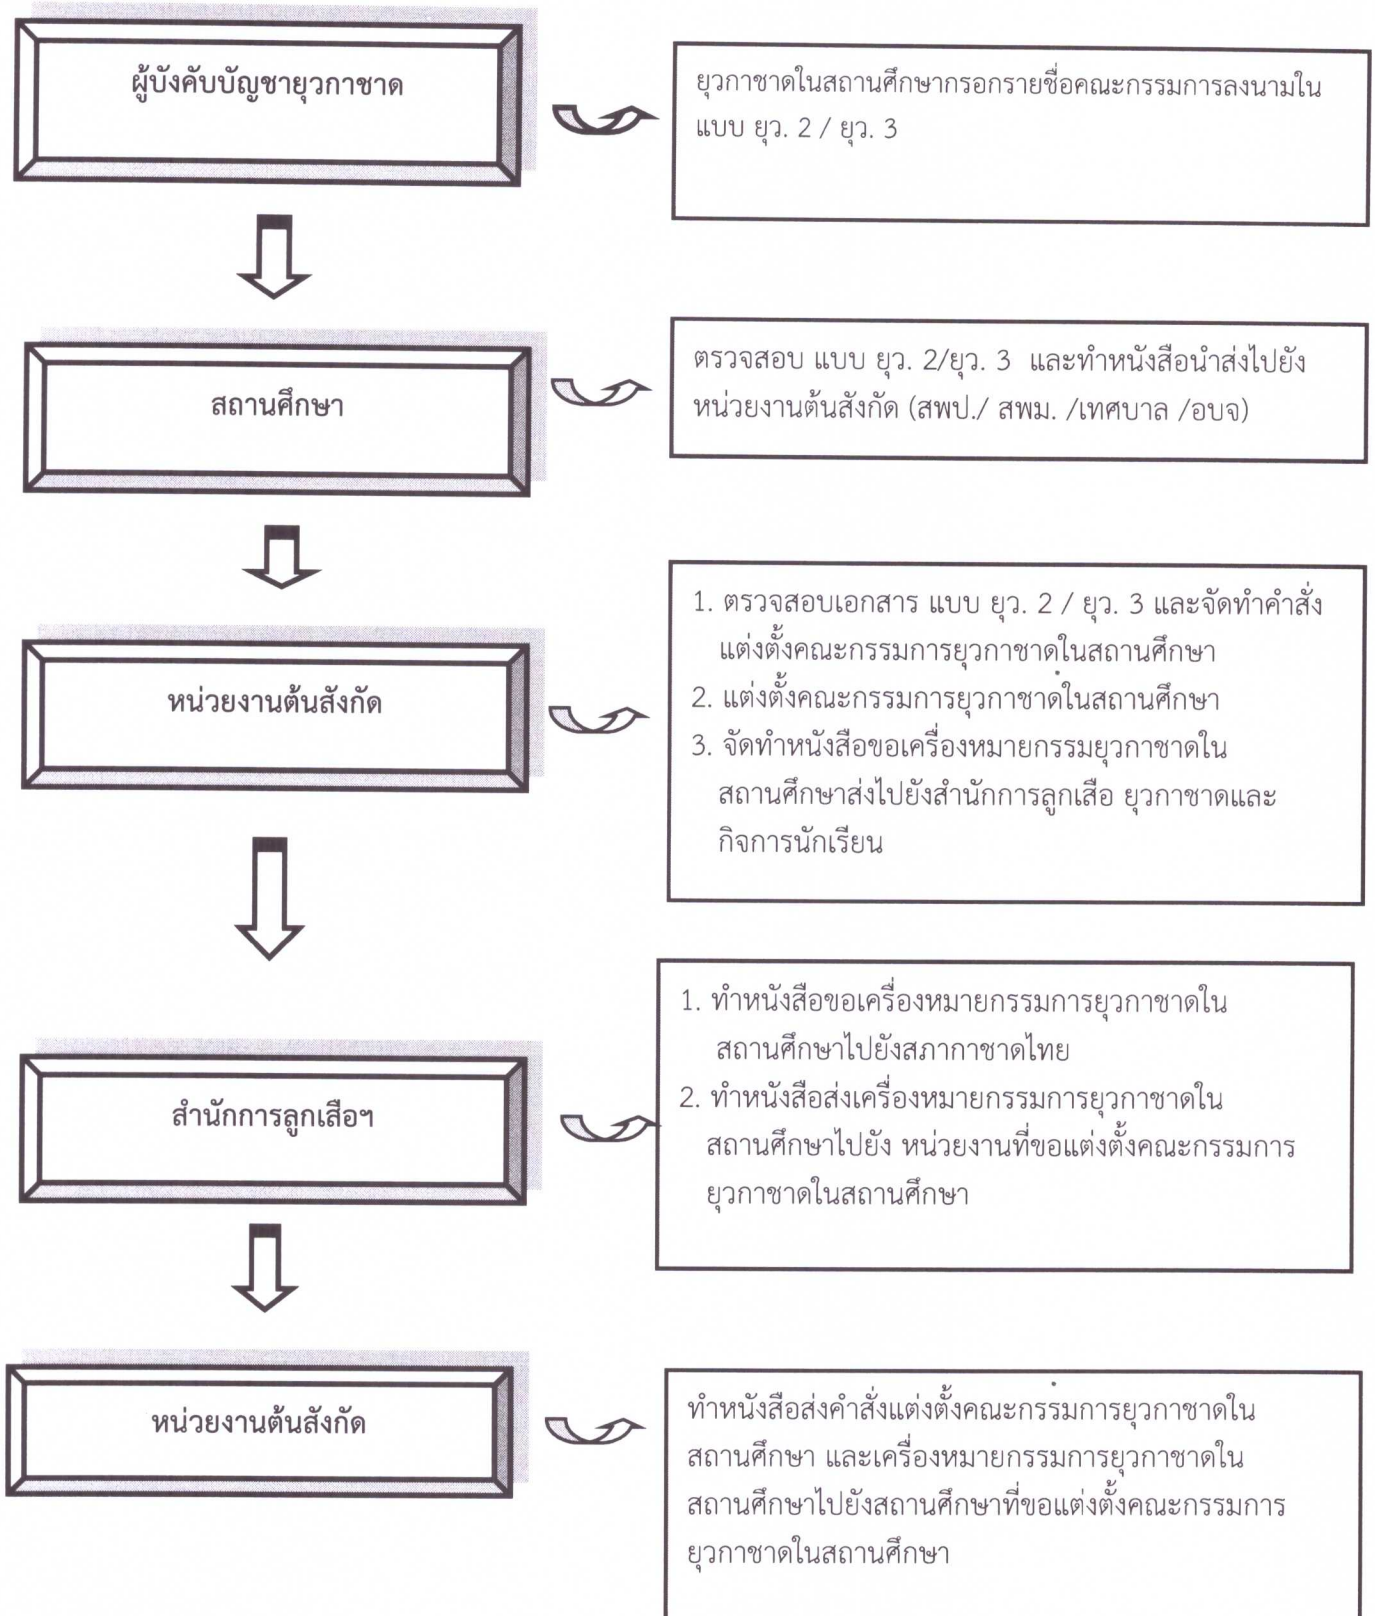 ผู้บังคับบัญชายุวกาชาด
ยุวกาชาดในสถานศึกษากรอกรายชื่อคณะกรรมการลงนามใน
แบบ ยุว. 2 / ยุว. 3
สถานศึกษา
ตรวจสอบ แบบ ยุว. 2/ยุว. 3 และทำหนังสือนำส่งไปยัง
หน่วยงานต้นสังกัด (สพป./ สพม. /เทศบาล /อบจ)
หน่วยงานต้นสังกัด
1. ตรวจสอบเอกสาร แบบ ยุว. 2 / ยุว. 3 และจัดทำคำสั่ง
แต่งตั้งคณะกรรมการยุวกาชาดในสถานศึกษา
2. แต่งตั้งคณะกรรมการยุวกาชาดในสถานศึกษา
3. จัดทำหนังสือขอเครื่องหมายกรรมยุวกาชาดใน
สถานศึกษาส่งไปยังสำนักการลูกเสือ ยุวกาชาดและ
กิจการนักเรียน
สำนักการลูกเสือฯ
1. ทำหนังสือขอเครื่องหมายกรรมการยุวกาชาดใน
สถานศึกษาไปยังสภากาชาดไทย
2. ทำหนังสือส่งเครื่องหมายกรรมการยุวกาชาดใน
สถานศึกษาไปยัง หน่วยงานที่ขอแต่งตั้งคณะกรรมการ
ยุวกาชาดในสถานศึกษา
หน่วยงานต้นสังกัด
ทำหนังสือส่งคำสั่งแต่งตั้งคณะกรรมการยุวกาชาดใน
สถานศึกษา และเครื่องหมายกรรมการยุวกาชาดใน
สถานศึกษาไปยังสถานศึกษาที่ขอแต่งตั้งคณะกรรมการ
ยุวกาชาดในสถานศึกษา